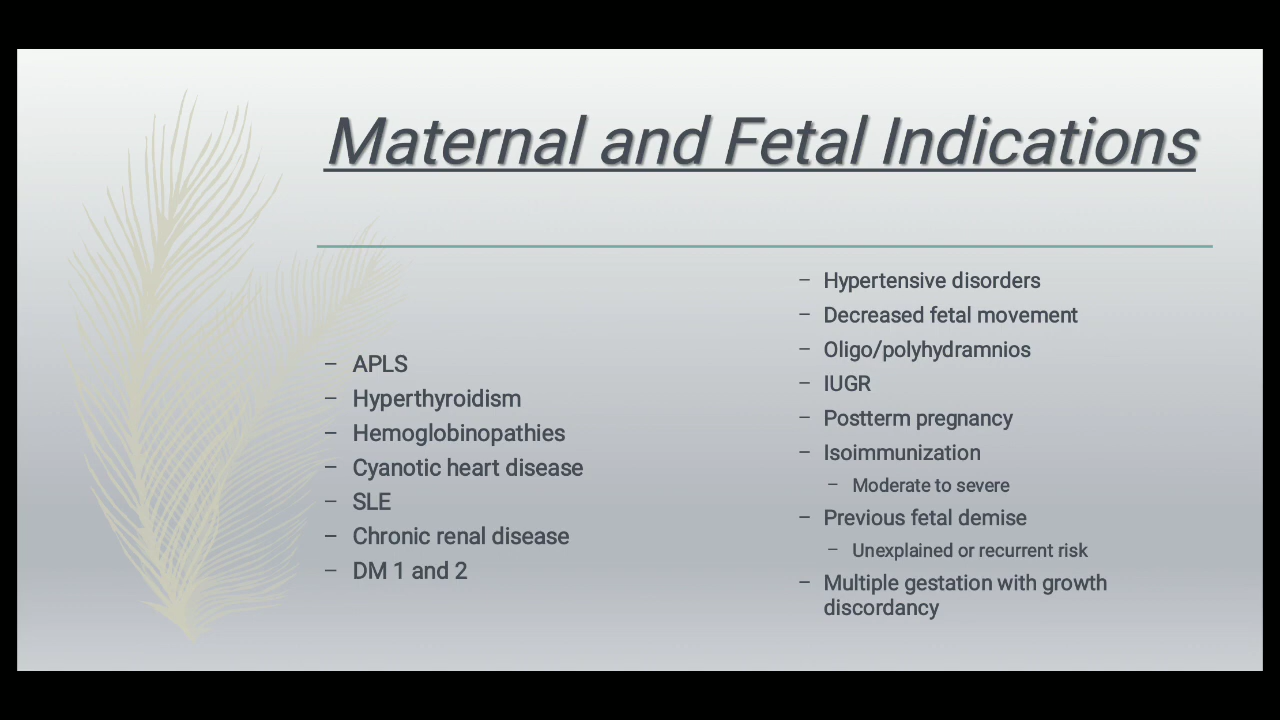 Maternal and Fetal Indications
– APLS
– Hyperthyroidism
– Hemoglobinopathies
– Cyanotic heart disease
– SLE
– Chronic renal disease
– DM 1 and 2
– Hypertensive disorders
– Decreased fetal movement
– Oligo/polyhydramnios
– IUGR
– Postterm pregnancy
– Isoimmunization
– Moderate to severe
– Previous fetal demise
– Unexplained or recurrent risk
– Multiple gestation with growth
discordancy